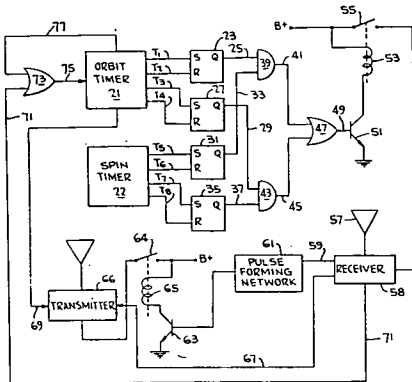 77
55
B+
75
73
ORBIT
TIMER
21
T1
T2
T3
T4
S Q
R
23
25
S Q
R
27
39
41
33
29
53
49
47
51
71
SPIN
TIMER
22
T5
T6
T7
T8
31
S Q
R
35
S Q
R
37
43
45
57
64
B+
61
59
PULSE
FORMING
NETWORK
RECEIVER
58
66
65
TRANSMITTER
63
69
67
71